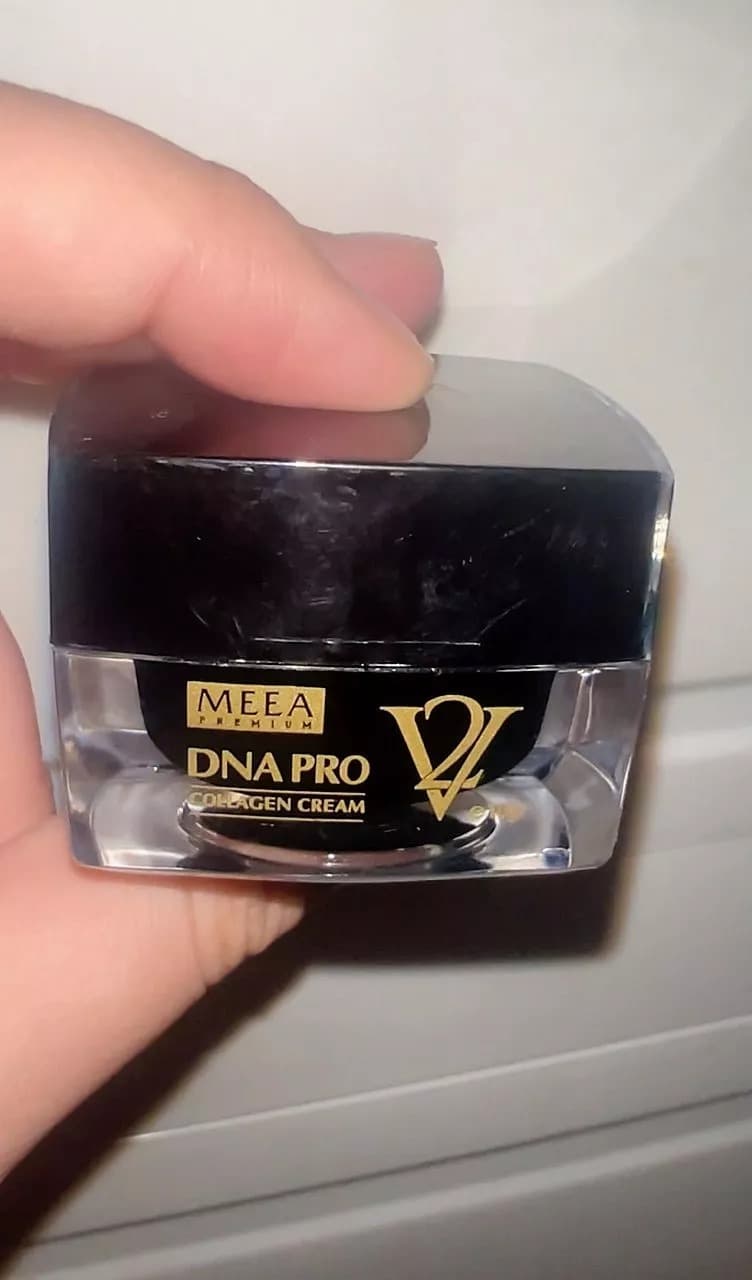 MEEA
PREMIUM
DNA PRO
COLLAGEN CREAM
V2